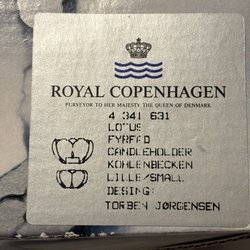 ROYAL COPENHAGEN
PURVEYOR TO HER MAJESTY THE QUEEN OF DENMARK
4 341 631
LOTUS
FYRFAD
CANDLEHOLDER
KOHLENBECKEN
LILLE/SMALL
DESING:
TORBEN JØRGENSEN